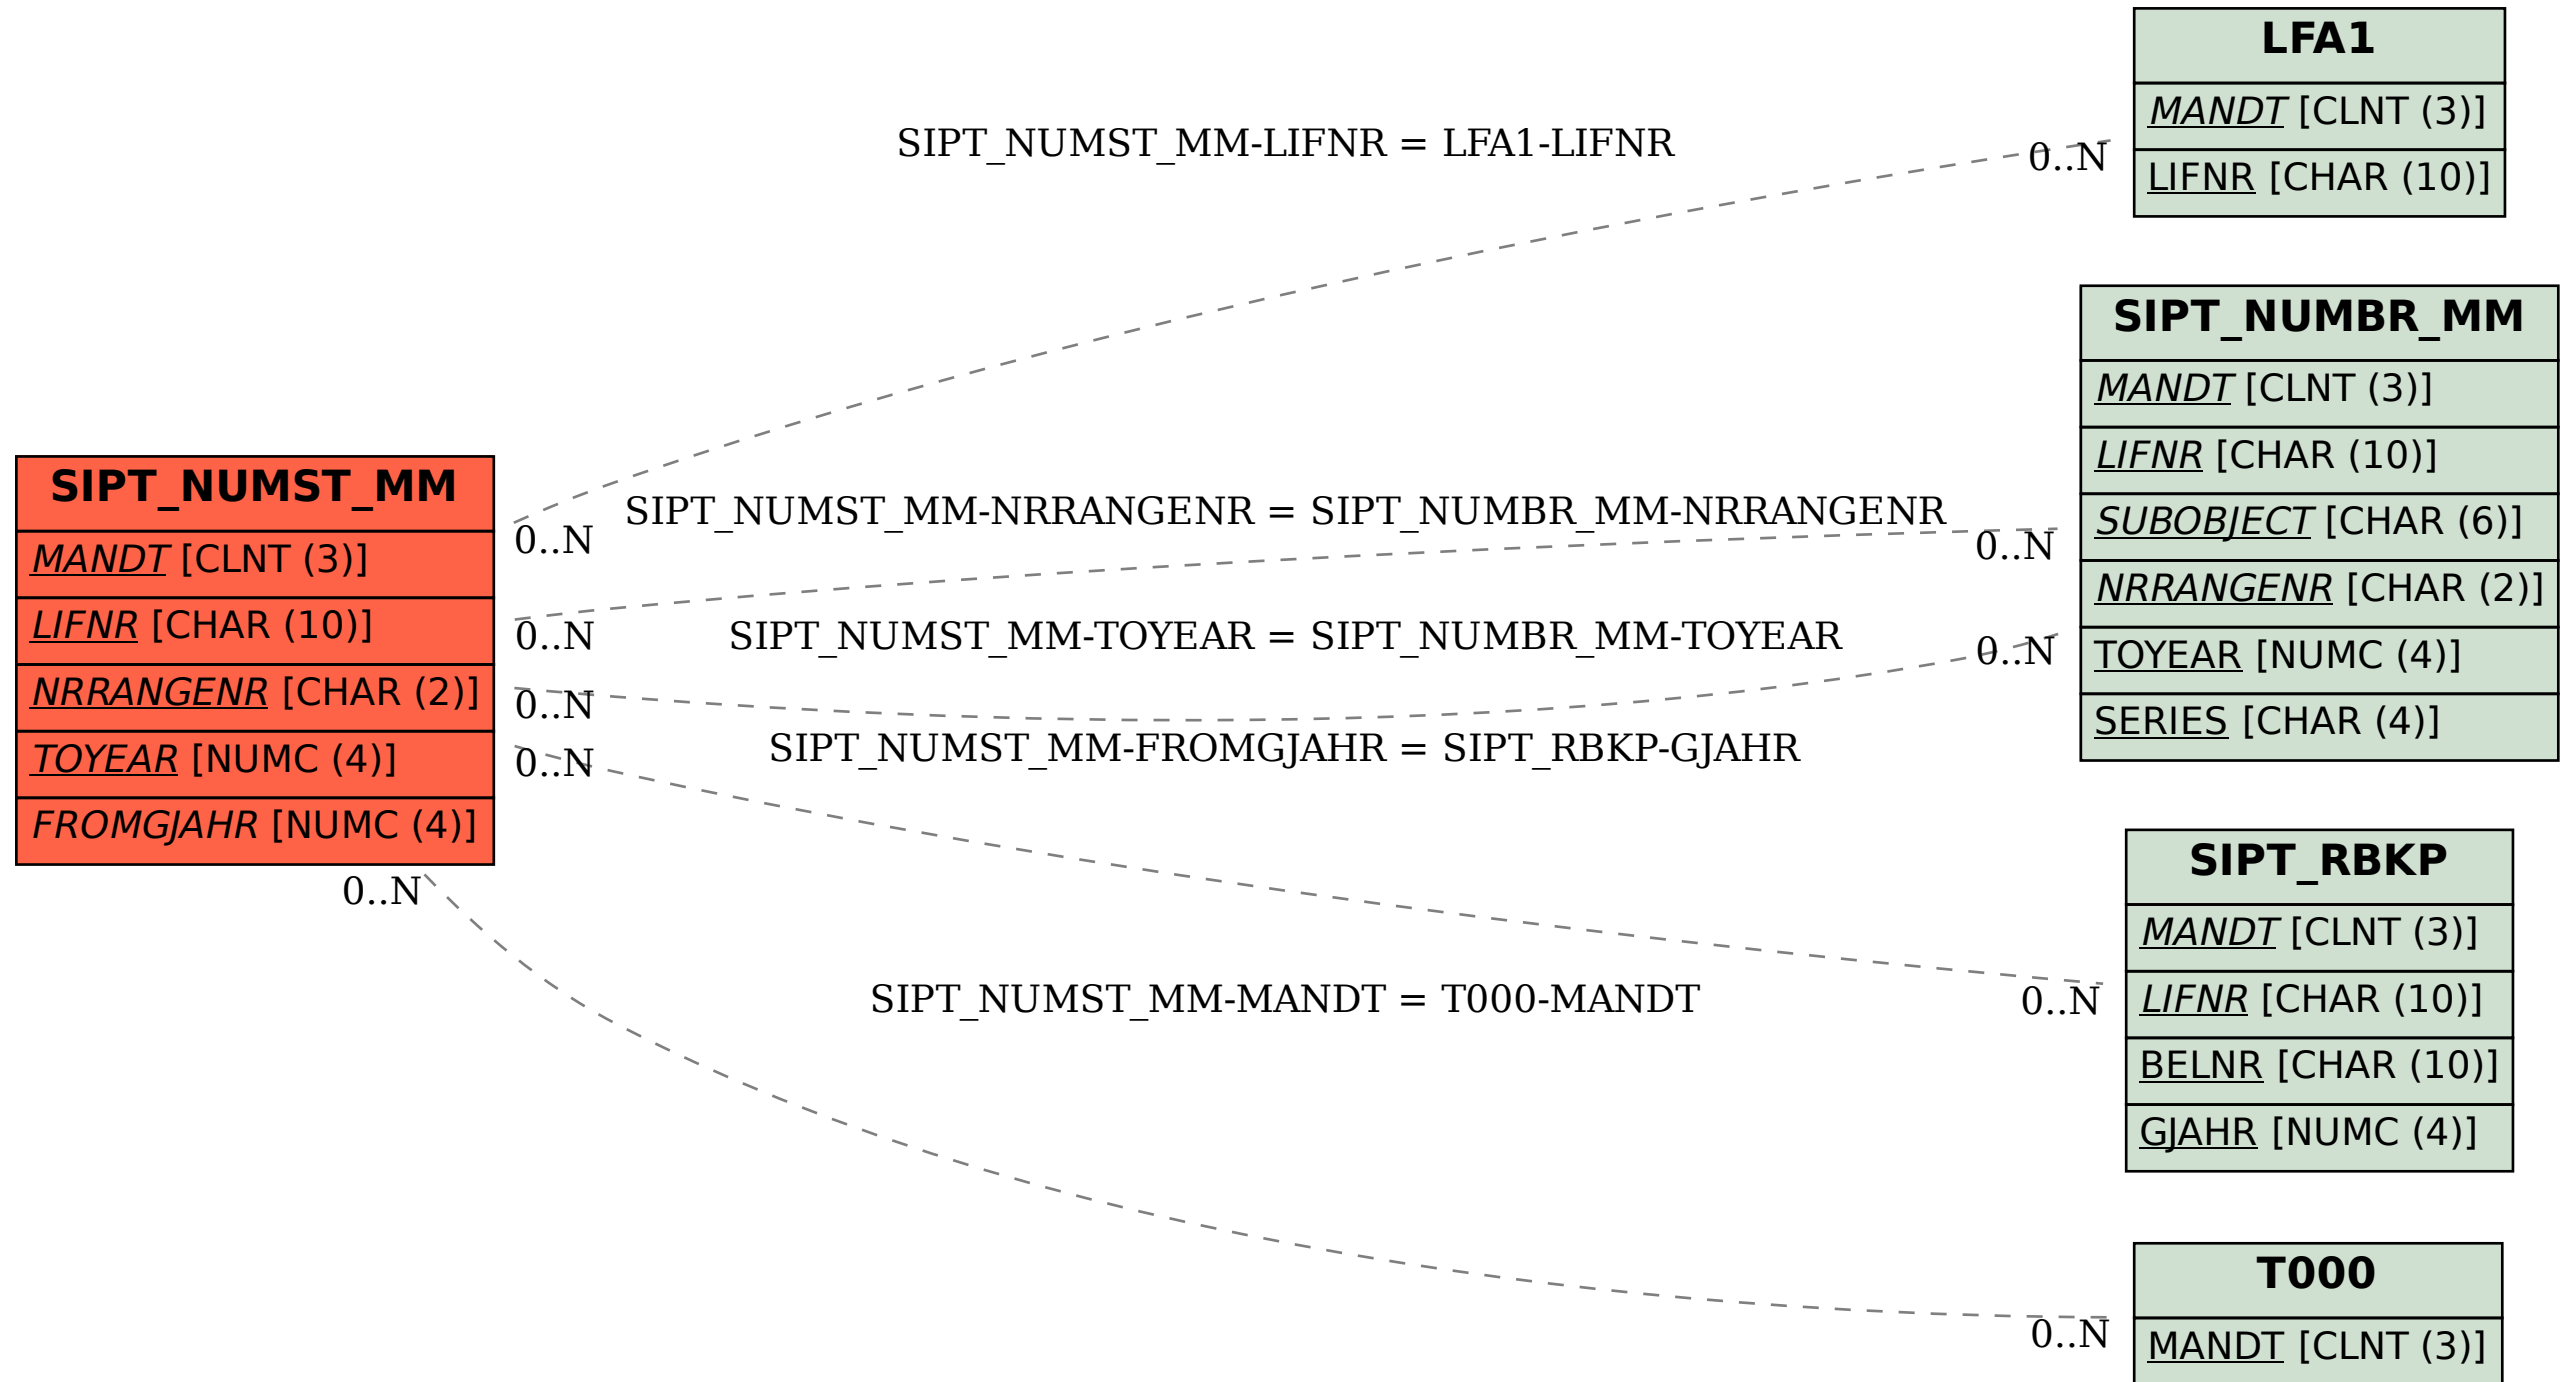 LFA1
MANDT [CLNT (3)]
LIFNR [CHAR (10)]
SIPT_NUMST_MM-LIFNR = LFA1-LIFNR
0..N
0..N
SIPT_NUMBR_MM
MANDT [CLNT (3)]
LIFNR [CHAR (10)]
SUBOBJECT [CHAR (6)]
NRRANGENR [CHAR (2)]
TOYEAR [NUMC (4)]
SERIES [CHAR (4)]
SIPT_NUMST_MM
MANDT [CLNT (3)]
LIFNR [CHAR (10)]
NRRANGENR [CHAR (2)]
TOYEAR [NUMC (4)]
FROMGJAHR [NUMC (4)]
SIPT_NUMST_MM-NRRANGENR = SIPT_NUMBR_MM-NRRANGENR
0..N
0..N
SIPT_NUMST_MM-TOYEAR = SIPT_NUMBR_MM-TOYEAR
0..N
0..N
SIPT_NUMST_MM-FROMGJAHR = SIPT_RBKP-GJAHR
0..N
0..N
SIPT_RBKP
MANDT [CLNT (3)]
LIFNR [CHAR (10)]
BELNR [CHAR (10)]
GJAHR [NUMC (4)]
SIPT_NUMST_MM-MANDT = T000-MANDT
0..N
0..N
T000
MANDT [CLNT (3)]